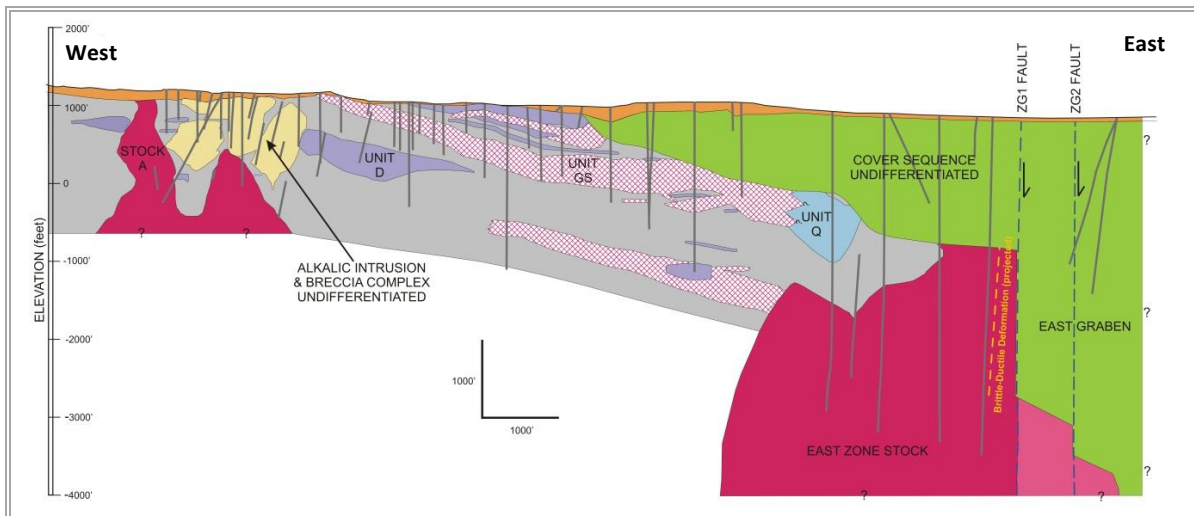 2000'
West
East
1000'
0
-1000'
-2000'
-3000'
-4000'
ELEVATION (feet)
STOCK
A
UNIT
D
UNIT
GS
UNIT
Q
COVER SEQUENCE
UNDIFFERENTIATED
ZG1 FAULT
ZG2 FAULT
?
ALKALIC INTRUSION
& BRECCIA COMPLEX
UNDIFFERENTIATED
?
?
1000'
1000'
Brittle-Ductile Deformation (projected)
EAST GRABEN
?
?
EAST ZONE STOCK
?
?
?